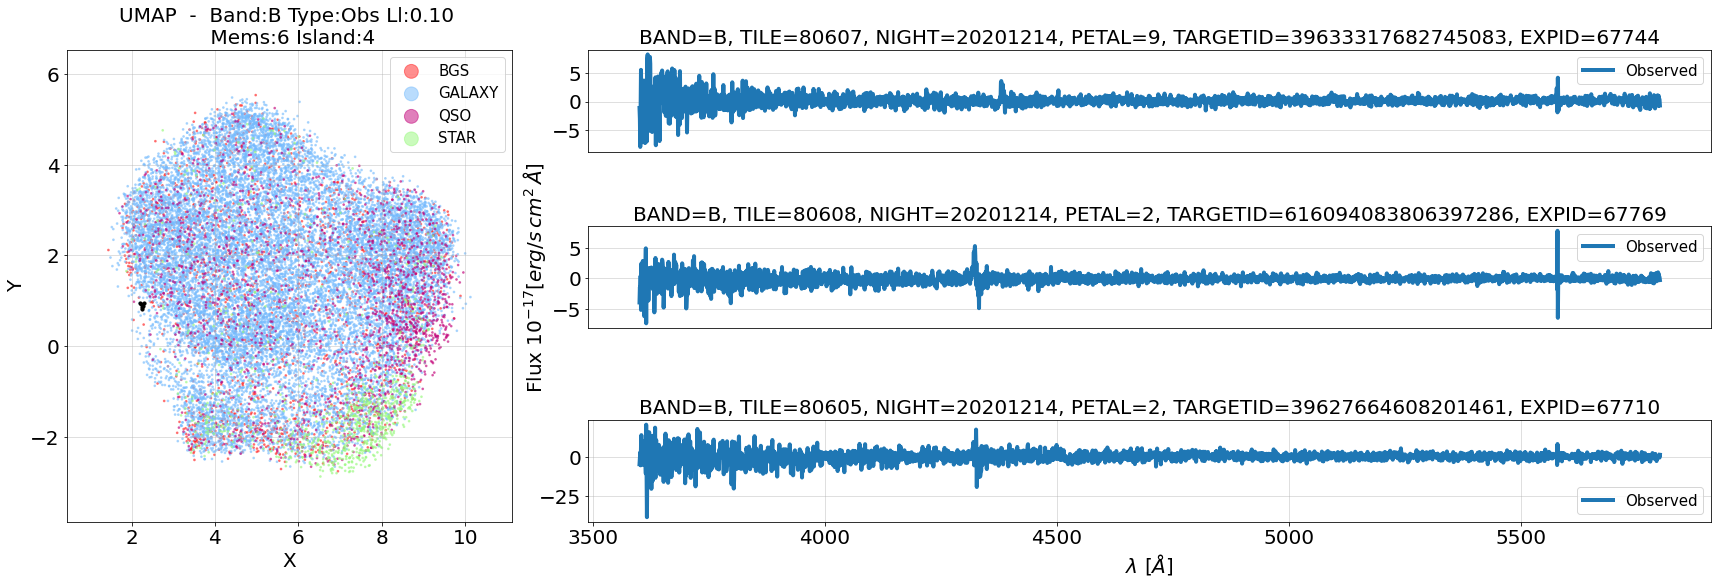 UMAP - Band:B Type:Obs Ll:0.10
Mems:6 Island:4
BGS
GALAXY
QSO
STAR
6
4
2
0
−2
Y
2
4
6
8
10
X
BAND=B, TILE=80607, NIGHT=20201214, PETAL=9, TARGETID=39633317682745083, EXPID=67744
Observed
5
0
−5
BAND=B, TILE=80608, NIGHT=20201214, PETAL=2, TARGETID=616094083806397286, EXPID=67769
Observed
5
0
−5
Flux 10⁻¹⁷[erg/s cm² Å]
BAND=B, TILE=80605, NIGHT=20201214, PETAL=2, TARGETID=39627664608201461, EXPID=67710
Observed
0
−25
3500
4000
4500
5000
5500
λ [Å]